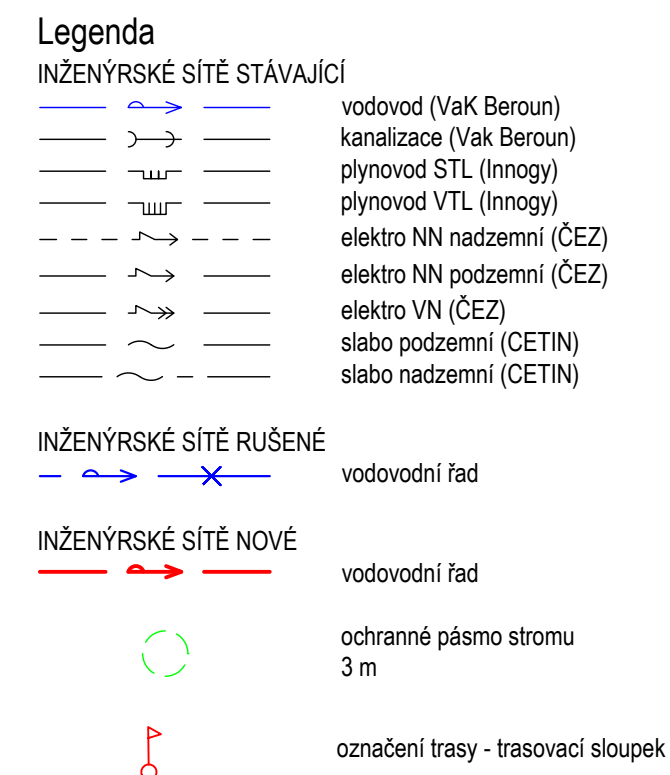 Legenda
INŽENÝRSKÉ SÍTĚ STÁVAJÍCÍ
vodovod (VaK Beroun)
kanalizace (Vak Beroun)
plynovod STL (Innogy)
plynovod VTL (Innogy)
elektro NN nadzemní (ČEZ)
elektro NN podzemní (ČEZ)
elektro VN (ČEZ)
slabo podzemní (CETIN)
slabo nadzemní (CETIN)
INŽENÝRSKÉ SÍTĚ RUŠENÉ
vodovodní řad
INŽENÝRSKÉ SÍTĚ NOVÉ
vodovodní řad
ochranné pásmo stromu
3 m
označení trasy - trasovací sloupek